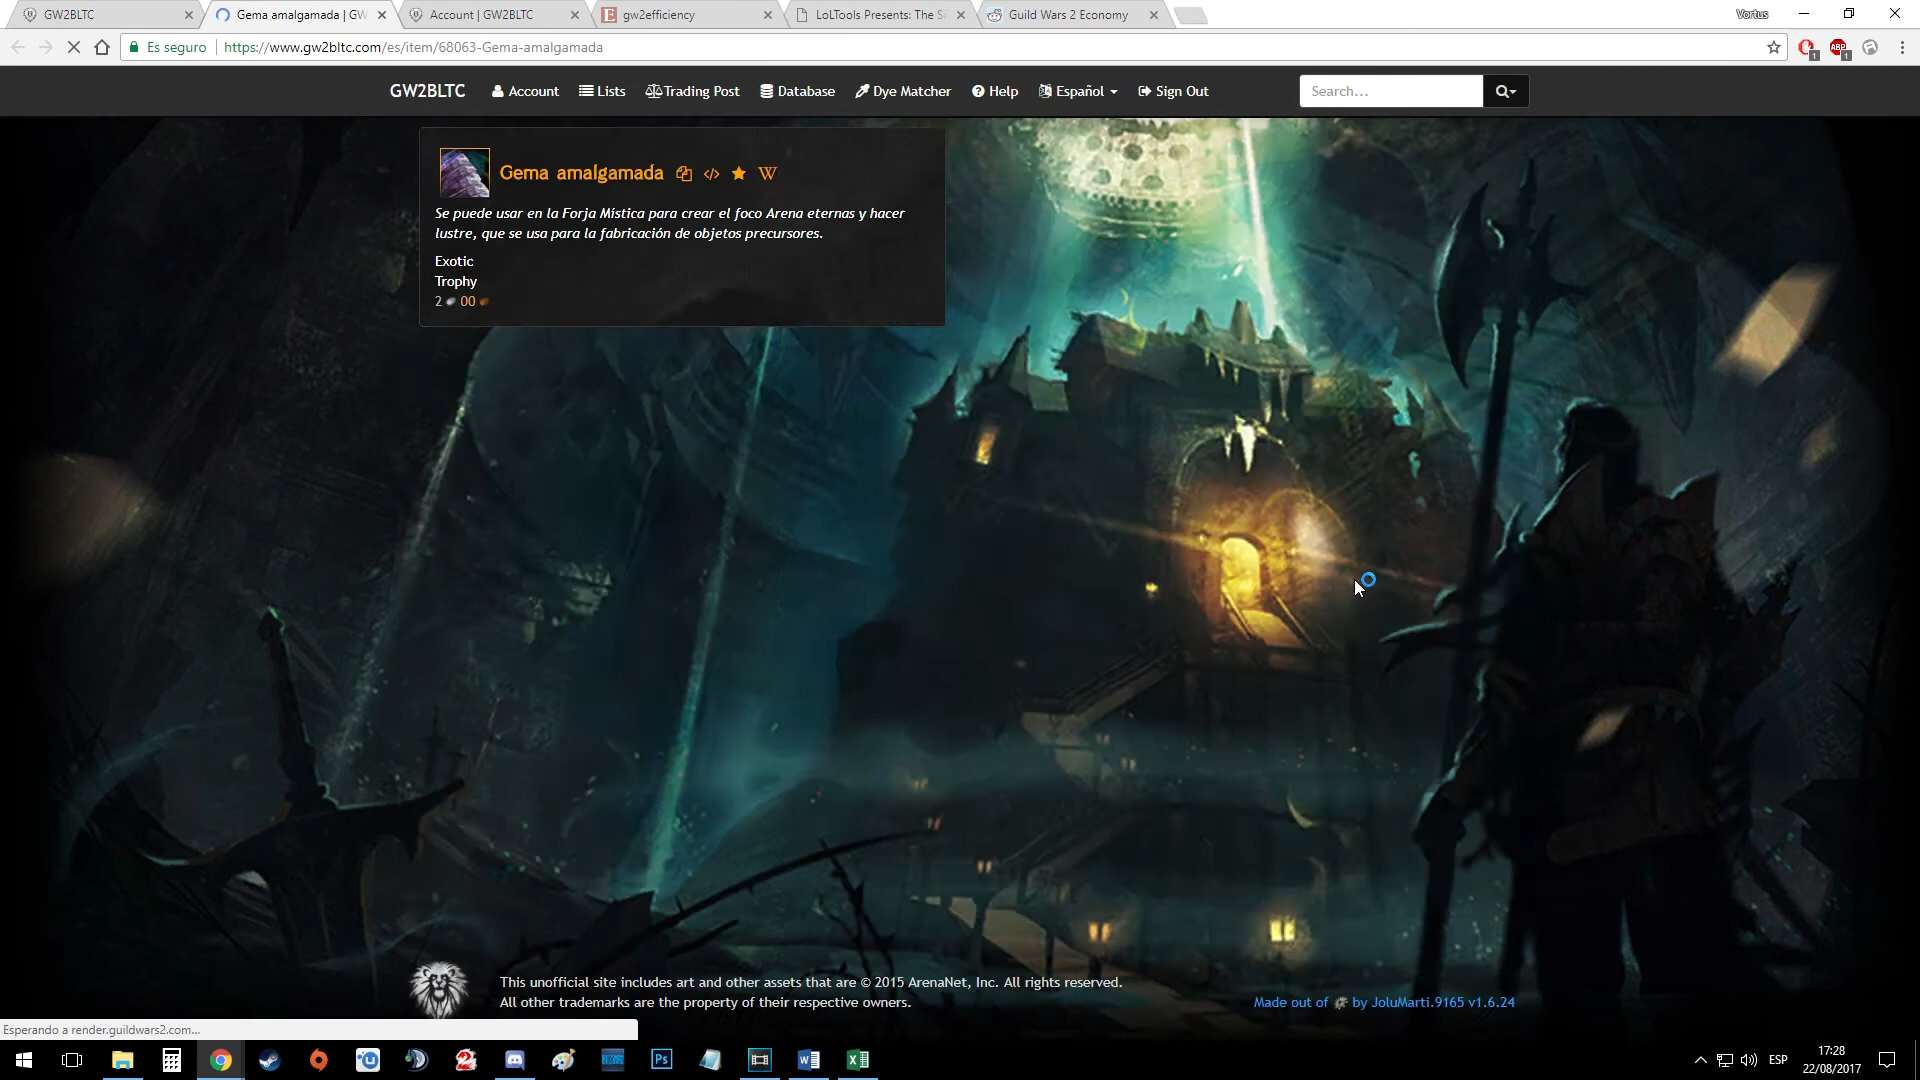 GW2BLTC
Gema amalgamada | GW
Account | GW2BLTC
gw2efficiency
LoLTools Presents: The Si
Guild Wars 2 Economy
Vortus
Es seguro
https://www.gw2bltc.com/es/item/68063-Gema-amalgamada
1
ABP
1
GW2BLTC
Account
Lists
Trading Post
Database
Dye Matcher
Help
Español
Sign Out
Search...
Gema amalgamada
Se puede usar en la Forja Mística para crear el foco Arena eternas y hacer
lustre, que se usa para la fabricación de objetos precursores.
Exotic
Trophy
2 00
This unofficial site includes art and other assets that are © 2015 ArenaNet, Inc. All rights reserved.
All other trademarks are the property of their respective owners.
Made out of by JoluMarti.9165 v1.6.24
Esperando a render.guildwars2.com...
Ps
ESP
17:28
22/08/2017